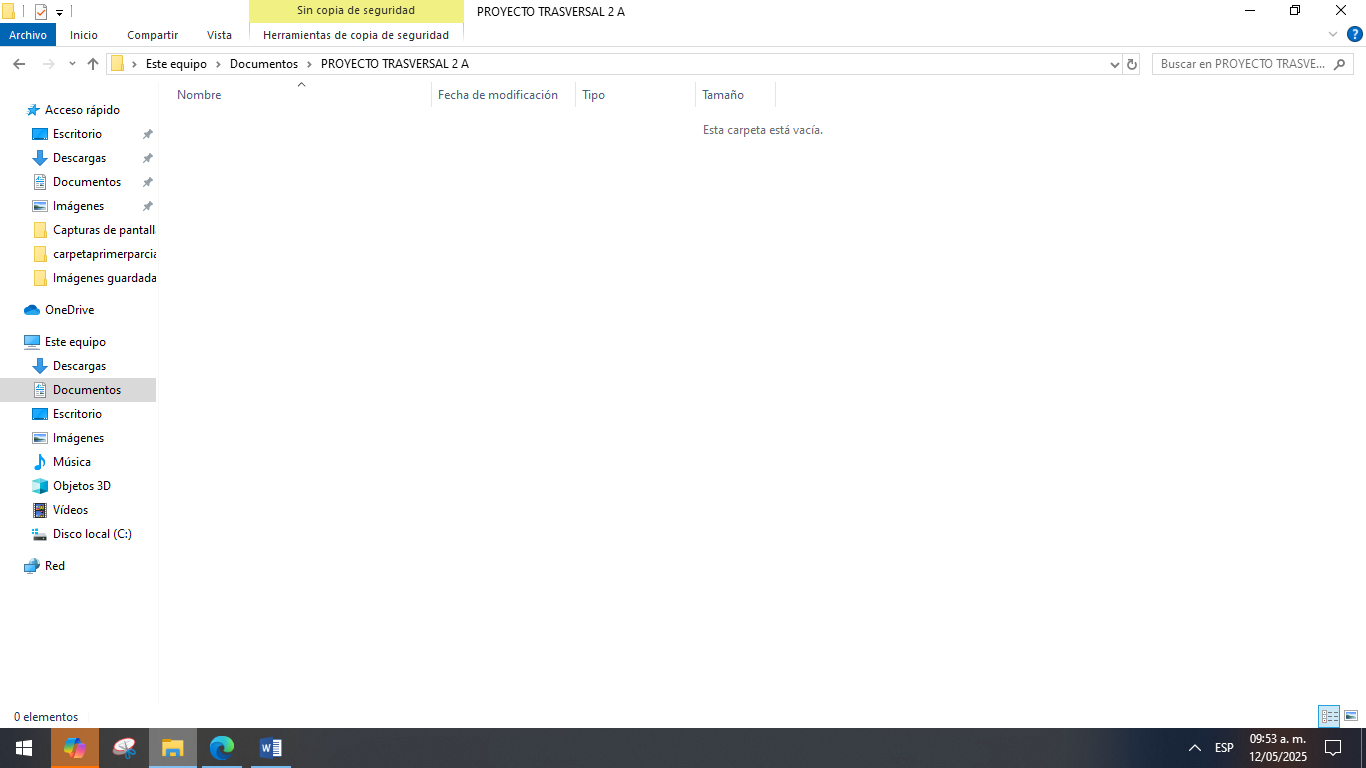 Sin copia de seguridad
PROYECTO TRASVERSAL 2 A
Archivo
Inicio
Compartir
Vista
Herramientas de copia de seguridad
Este equipo
Documentos
PROYECTO TRASVERSAL 2 A
Buscar en PROYECTO TRASVE...
Nombre
Fecha de modificación
Tipo
Tamaño
Esta carpeta está vacía.
Acceso rápido
Escritorio
Descargas
Documentos
Imágenes
Capturas de pantall
carpetaprimerparcia
Imágenes guardada
OneDrive
Este equipo
Descargas
Documentos
Escritorio
Imágenes
Música
Objetos 3D
Vídeos
Disco local (C:)
Red
0 elementos
ESP
09:53 a. m.
12/05/2025